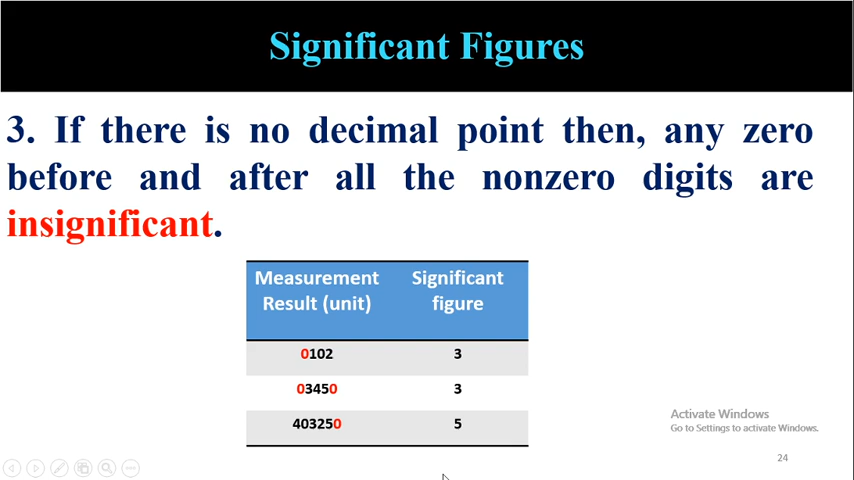 Significant Figures
3. If there is no decimal point then, any zero
before and after all the nonzero digits are
insignificant.
Measurement Result (unit) Significant figure
0102 3
03450 3
403250 5
Activate Windows
Go to Settings to activate Windows.
24